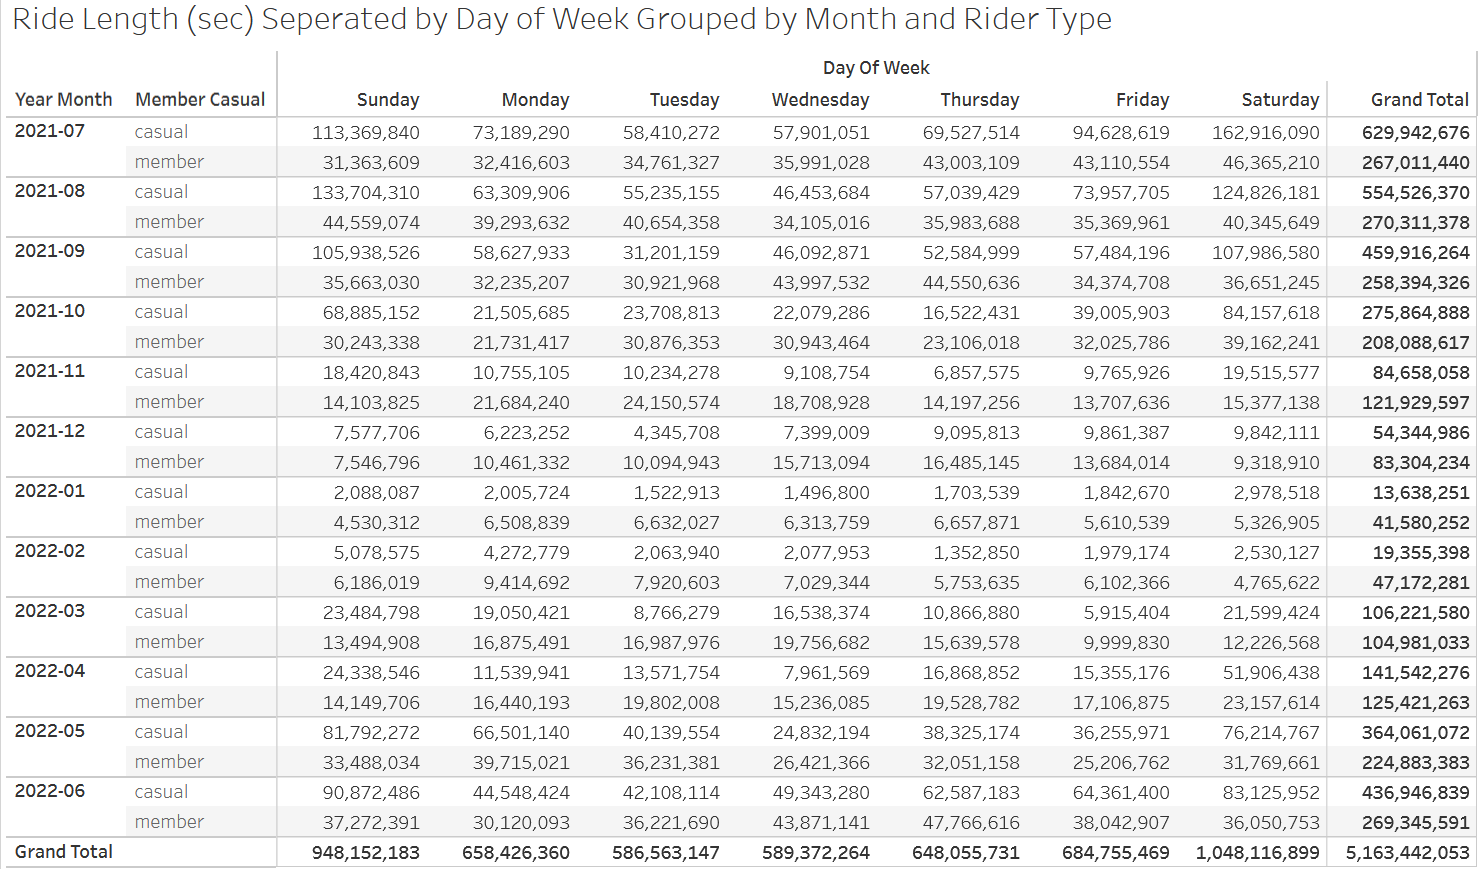 Ride Length (sec) Seperated by Day of Week Grouped by Month and Rider Type
Day Of Week
Year Month Member Casual Sunday Monday Tuesday Wednesday Thursday Friday Saturday Grand Total
2021-07 casual 113,369,840 73,189,290 58,410,272 57,901,051 69,527,514 94,628,619 162,916,090 629,942,676
member 31,363,609 32,416,603 34,761,327 35,991,028 43,003,109 43,110,554 46,365,210 267,011,440
2021-08 casual 133,704,310 63,309,906 55,235,155 46,453,684 57,039,429 73,957,705 124,826,181 554,526,370
member 44,559,074 39,293,632 40,654,358 34,105,016 35,983,688 35,369,961 40,345,649 270,311,378
2021-09 casual 105,938,526 58,627,933 31,201,159 46,092,871 52,584,999 57,484,196 107,986,580 459,916,264
member 35,663,030 32,235,207 30,921,968 43,997,532 44,550,636 34,374,708 36,651,245 258,394,326
2021-10 casual 68,885,152 21,505,685 23,708,813 22,079,286 16,522,431 39,005,903 84,157,618 275,864,888
member 30,243,338 21,731,417 30,876,353 30,943,464 23,106,018 32,025,786 39,162,241 208,088,617
2021-11 casual 18,420,843 10,755,105 10,234,278 9,108,754 6,857,575 9,765,926 19,515,577 84,658,058
member 14,103,825 21,684,240 24,150,574 18,708,928 14,197,256 13,707,636 15,377,138 121,929,597
2021-12 casual 7,577,706 6,223,252 4,345,708 7,399,009 9,095,813 9,861,387 9,842,111 54,344,986
member 7,546,796 10,461,332 10,094,943 15,713,094 16,485,145 13,684,014 9,318,910 83,304,234
2022-01 casual 2,088,087 2,005,724 1,522,913 1,496,800 1,703,539 1,842,670 2,978,518 13,638,251
member 4,530,312 6,508,839 6,632,027 6,313,759 6,657,871 5,610,539 5,326,905 41,580,252
2022-02 casual 5,078,575 4,272,779 2,063,940 2,077,953 1,352,850 1,979,174 2,530,127 19,355,398
member 6,186,019 9,414,692 7,920,603 7,029,344 5,753,635 6,102,366 4,765,622 47,172,281
2022-03 casual 23,484,798 19,050,421 8,766,279 16,538,374 10,866,880 5,915,404 21,599,424 106,221,580
member 13,494,908 16,875,491 16,987,976 19,756,682 15,639,578 9,999,830 12,226,568 104,981,033
2022-04 casual 24,338,546 11,539,941 13,571,754 7,961,569 16,868,852 15,355,176 51,906,438 141,542,276
member 14,149,706 16,440,193 19,802,008 15,236,085 19,528,782 17,106,875 23,157,614 125,421,263
2022-05 casual 81,792,272 66,501,140 40,139,554 24,832,194 38,325,174 36,255,971 76,214,767 364,061,072
member 33,488,034 39,715,021 36,231,381 26,421,366 32,051,158 25,206,762 31,769,661 224,883,383
2022-06 casual 90,872,486 44,548,424 42,108,114 49,343,280 62,587,183 64,361,400 83,125,952 436,946,839
member 37,272,391 30,120,093 36,221,690 43,871,141 47,766,616 38,042,907 36,050,753 269,345,591
Grand Total 948,152,183 658,426,360 586,563,147 589,372,264 648,055,731 684,755,469 1,048,116,899 5,163,442,053